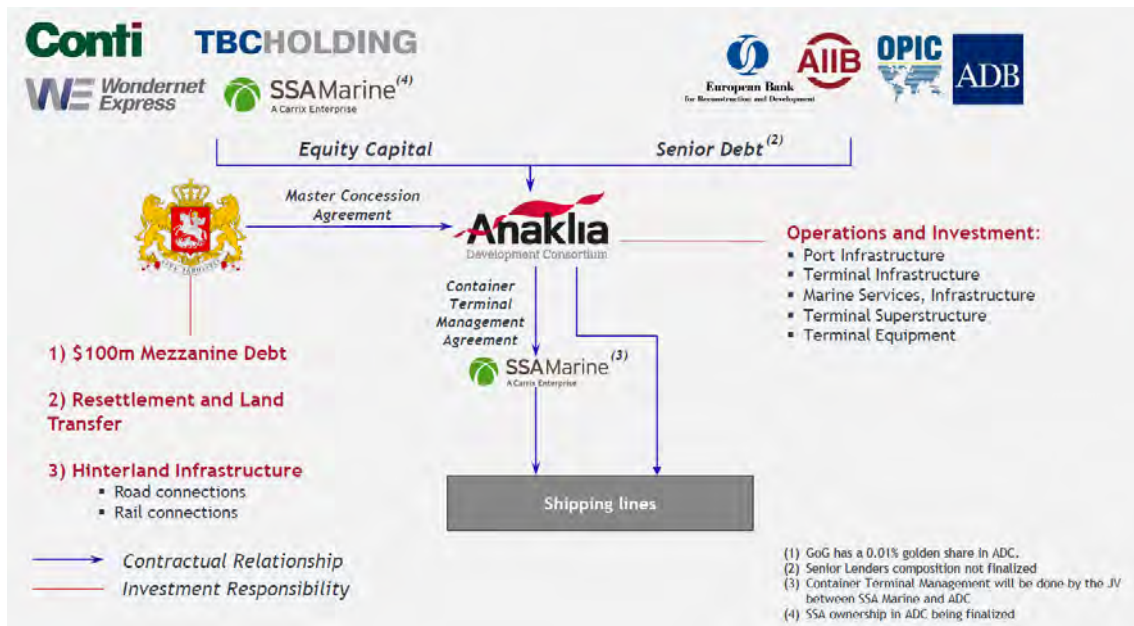 Conti
TBCHOLDING
WE Wondernet
Express
SSAMarine (4)
A Carrix Enterprise
European Bank
for Reconstruction and Development
AIIB
OPIC
ADB
Equity Capital
Senior Debt (2)
Master Concession
Agreement
Anaklia
Development Consortium
Operations and Investment:
▪ Port Infrastructure
▪ Terminal Infrastructure
▪ Marine Services, Infrastructure
▪ Terminal Superstructure
▪ Terminal Equipment
Container
Terminal
Management
Agreement
SSAMarine (3)
A Carrix Enterprise
1) $100m Mezzanine Debt
2) Resettlement and Land
Transfer
3) Hinterland Infrastructure
▪ Road connections
▪ Rail connections
Shipping lines
Contractual Relationship
Investment Responsibility
(1) GoG has a 0.01% golden share in ADC.
(2) Senior Lenders composition not finalized
(3) Container Terminal Management will be done by the JV
between SSA Marine and ADC
(4) SSA ownership in ADC being finalized